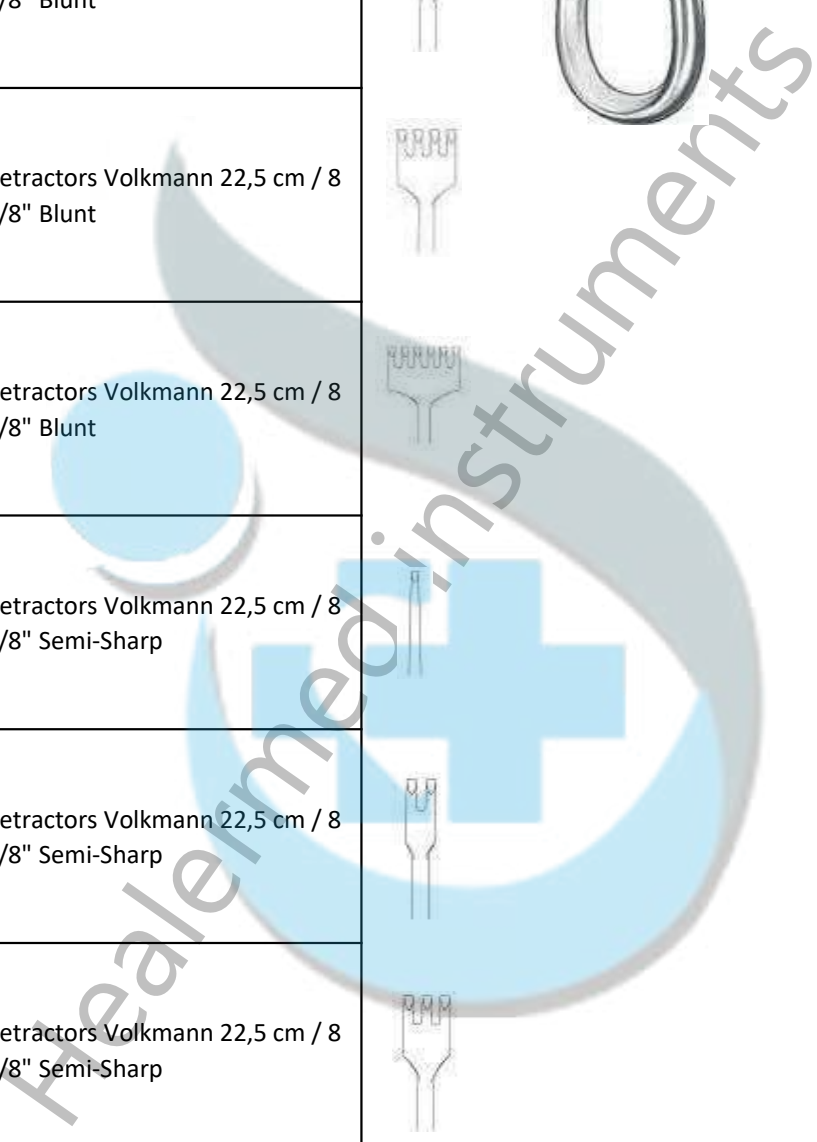 /8" Blunt
etractors Volkmann 22,5 cm / 8
/8" Blunt
etractors Volkmann 22,5 cm / 8
/8" Blunt
etractors Volkmann 22,5 cm / 8
/8" Semi-Sharp
etractors Volkmann 22,5 cm / 8
/8" Semi-Sharp
etractors Volkmann 22,5 cm / 8
/8" Semi-Sharp
Healermed instruments